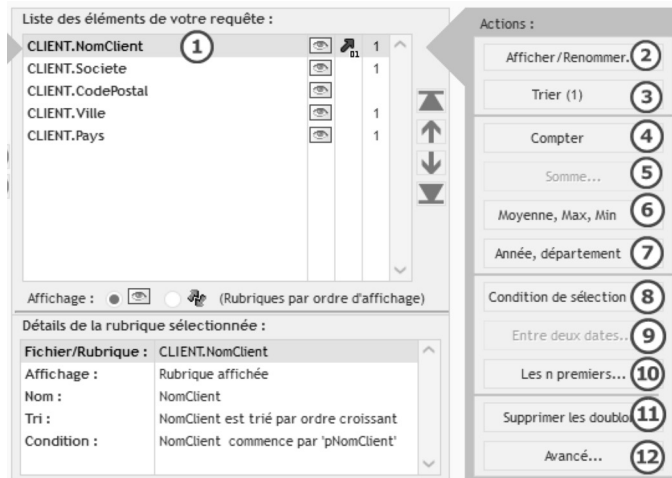 Liste des éléments de votre requête :
CLIENT.NomClient 1 01 1
CLIENT.Societe 1
CLIENT.CodePostal
CLIENT.Ville 1
CLIENT.Pays 1
Affichage : (Rubriques par ordre d'affichage)
Détails de la rubrique sélectionnée :
Fichier/Rubrique : CLIENT.NomClient
Affichage : Rubrique affichée
Nom : NomClient
Tri : NomClient est trié par ordre croissant
Condition : NomClient commence par 'pNomClient'
Actions :
Afficher/Renommer. 2
Trier (1) 3
Compter 4
Somme... 5
Moyenne, Max, Min 6
Année, département 7
Condition de sélection 8
Entre deux dates.. 9
Les n premiers... 10
Supprimer les doublo 11
Avancé... 12